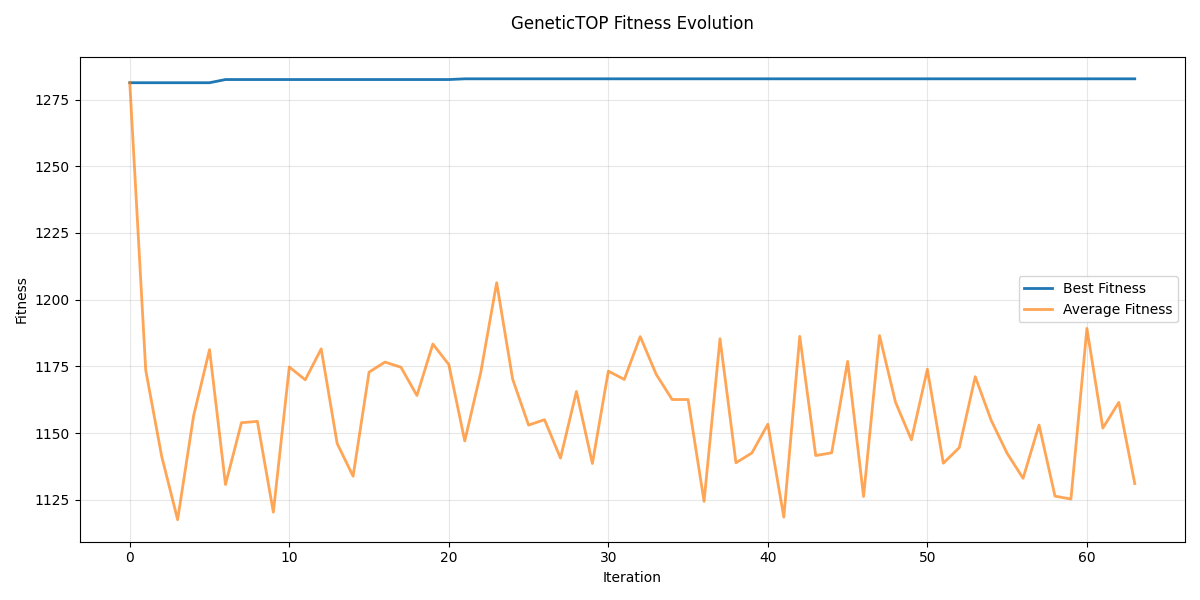 GeneticTOP Fitness Evolution
Fitness
1275
1250
1225
1200
1175
1150
1125
Best Fitness
Average Fitness
0 10 20 30 40 50 60
Iteration